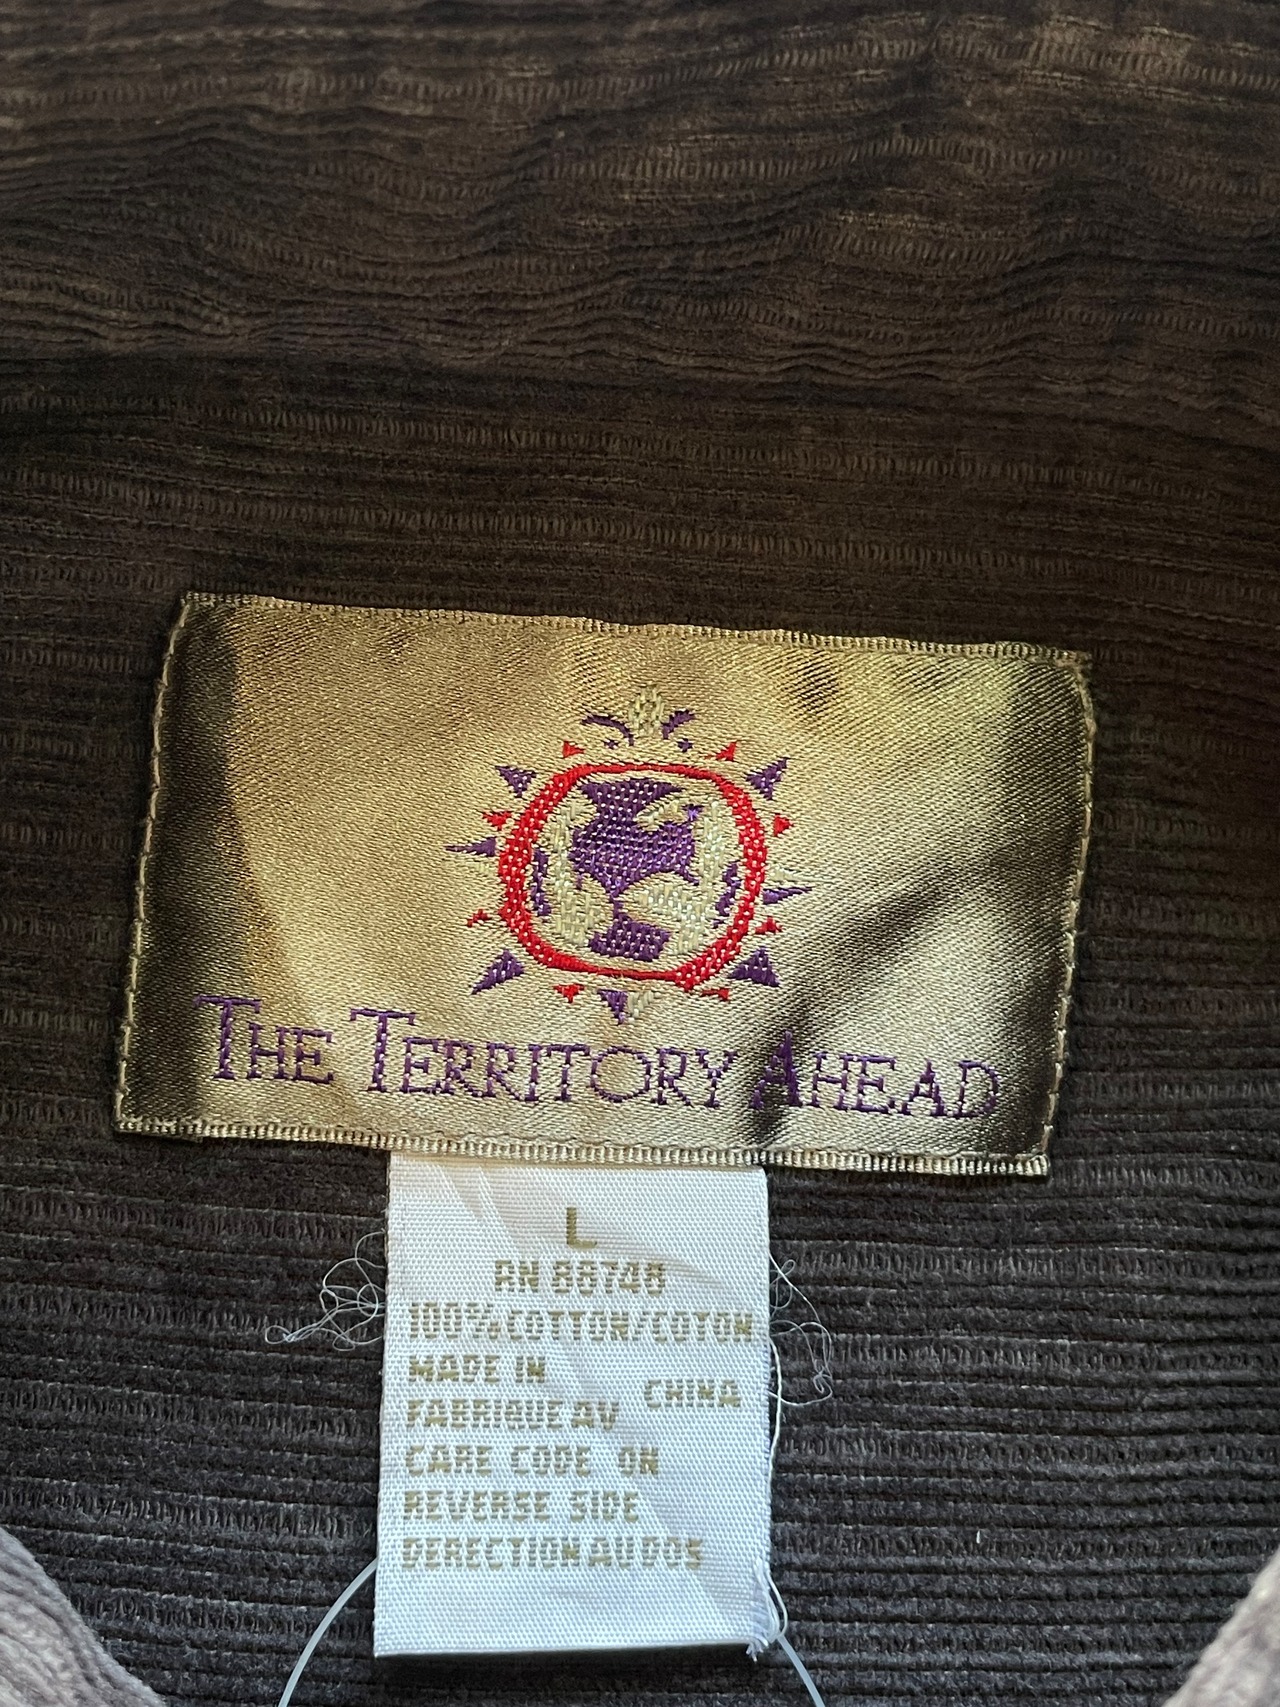 THE TERRITORY AHEAD
L
RN 88748
100% COTTON/COTON
MADE IN
CHINA
FABRIQUE AU
CARE CODE ON
REVERSE SIDE
DERECTION AU DOS